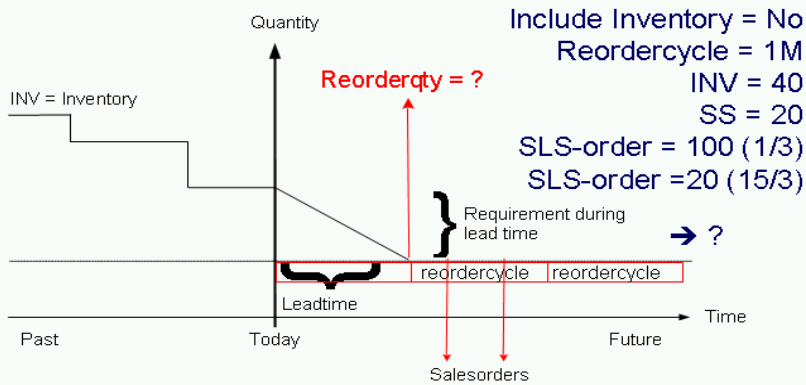 Include Inventory = No
Quantity
Reordercycle = 1M
Reorderqty = ?
INV = 40
INV = Inventory
SS = 20
SLS-order = 100 (1/3)
SLS-order =20 (15/3)
Requirement during
lead time
➔ ?
reordercycle
reordercycle
Leadtime
Time
Past
Today
Future
Salesorders